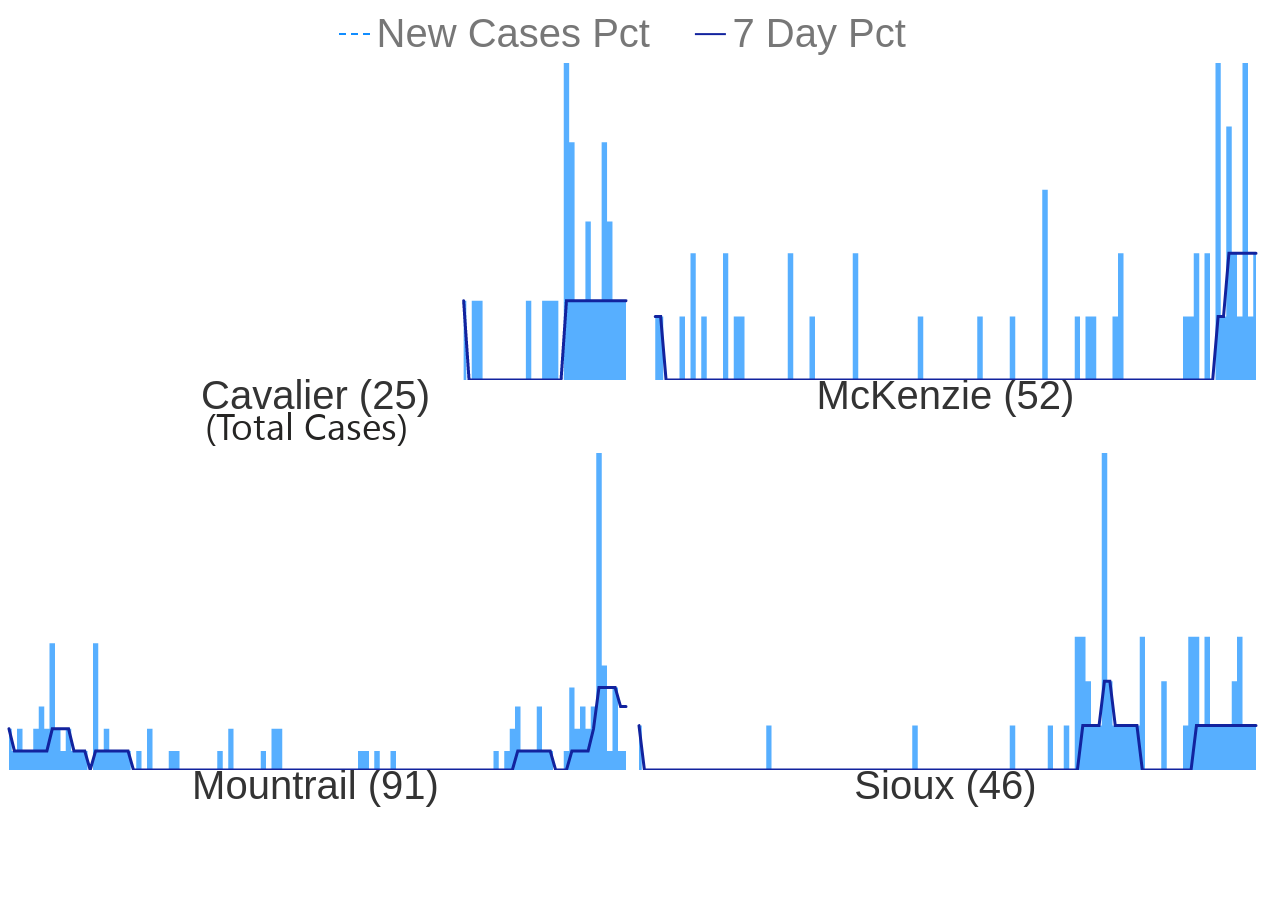 New Cases Pct 7 Day Pct
Cavalier (25)
(Total Cases)
McKenzie (52)
Mountrail (91)
Sioux (46)